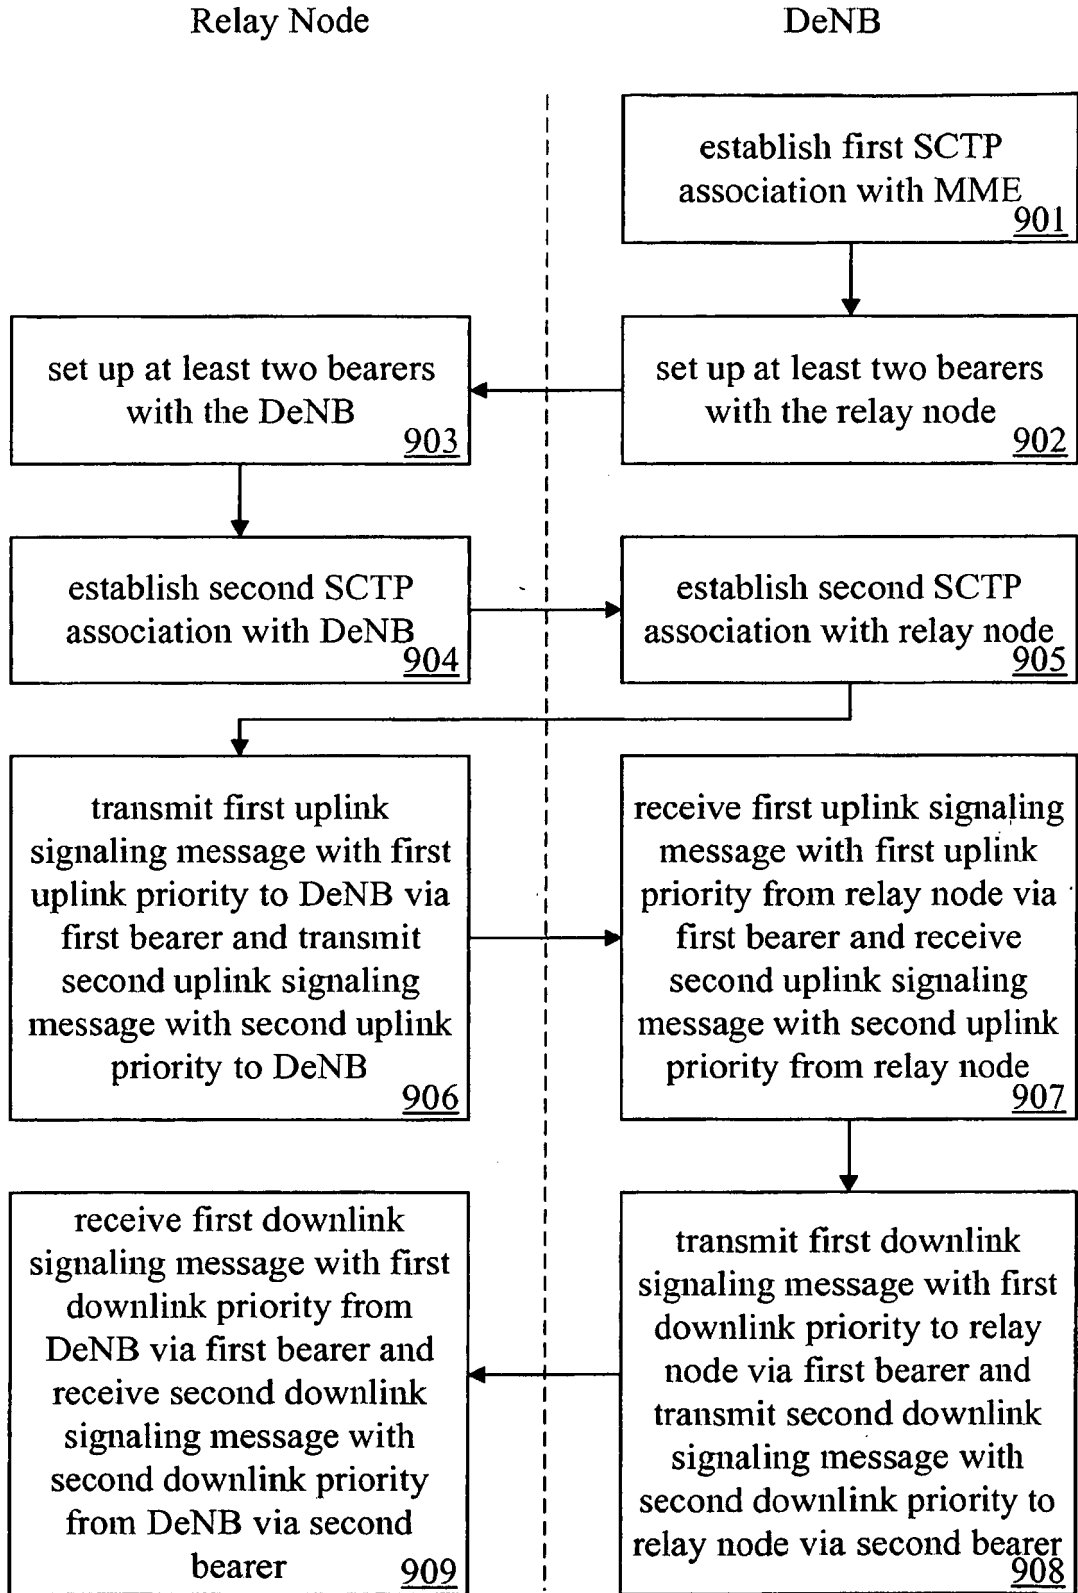 Relay Node
DeNB
establish first SCTP
association with MME
901
set up at least two bearers
with the relay node
902
set up at least two bearers
with the DeNB
903
establish second SCTP
association with DeNB
904
establish second SCTP
association with relay node
905
transmit first uplink
signaling message with first
uplink priority to DeNB via
first bearer and transmit
second uplink signaling
message with second uplink
priority to DeNB
906
receive first uplink signaling
message with first uplink
priority from relay node via
first bearer and receive
second uplink signaling
message with second uplink
priority from relay node
907
transmit first downlink
signaling message with first
downlink priority to relay
node via first bearer and
transmit second downlink
signaling message with
second downlink priority to
relay node via second bearer
908
receive first downlink
signaling message with first
downlink priority from
DeNB via first bearer and
receive second downlink
signaling message with
second downlink priority
from DeNB via second
bearer
909